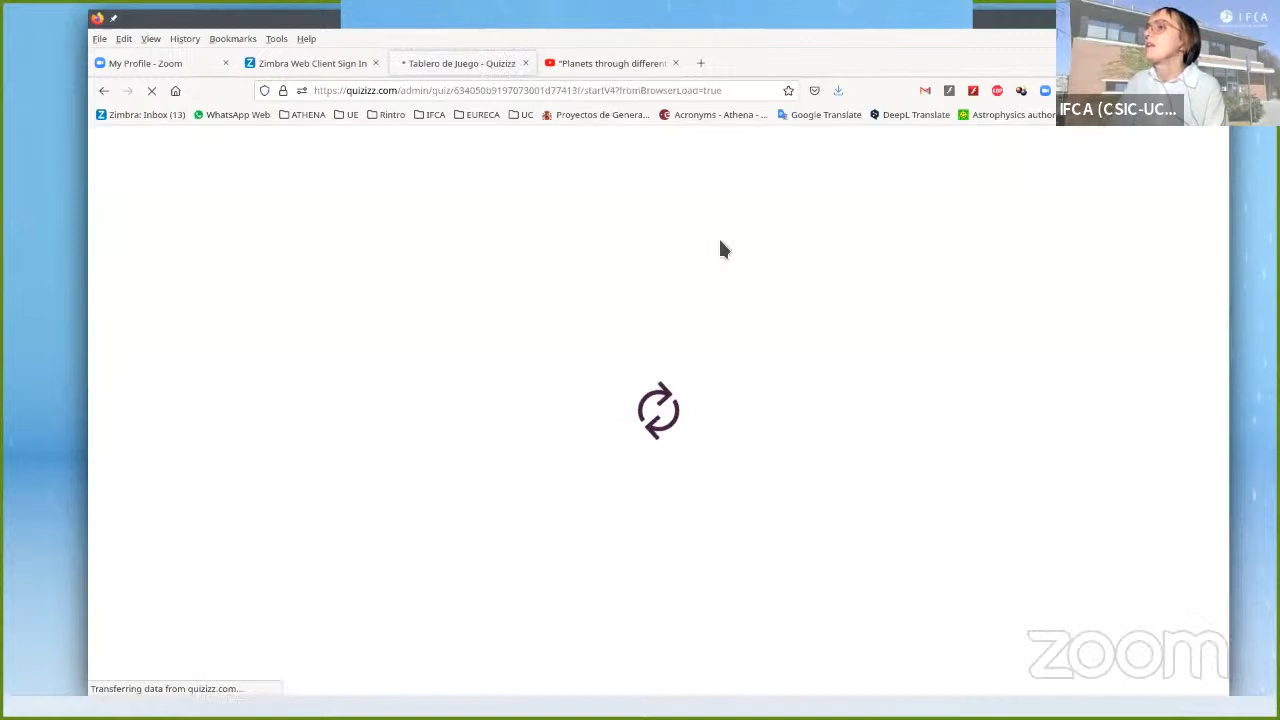 File Edit View History Bookmarks Tools Help
My Profile - Zoom
Zimbra Web Client Sign In
Tablero de Juego - Quizizz
"Planets through different
https://quizizz.com/admin/quiz/634050b9197073001d77413f/startV4?fromBrowserLoad=true
Zimbra: Inbox (13) WhatsApp Web ATHENA UE Rintro IFCA EURECA UC Proyectos de Genera... Acronyms - Athena - ... Google Translate DeepL Translate Astrophysics author
IFCA
IFCA (CSIC-UC...
zoom
Transferring data from quizizz.com...